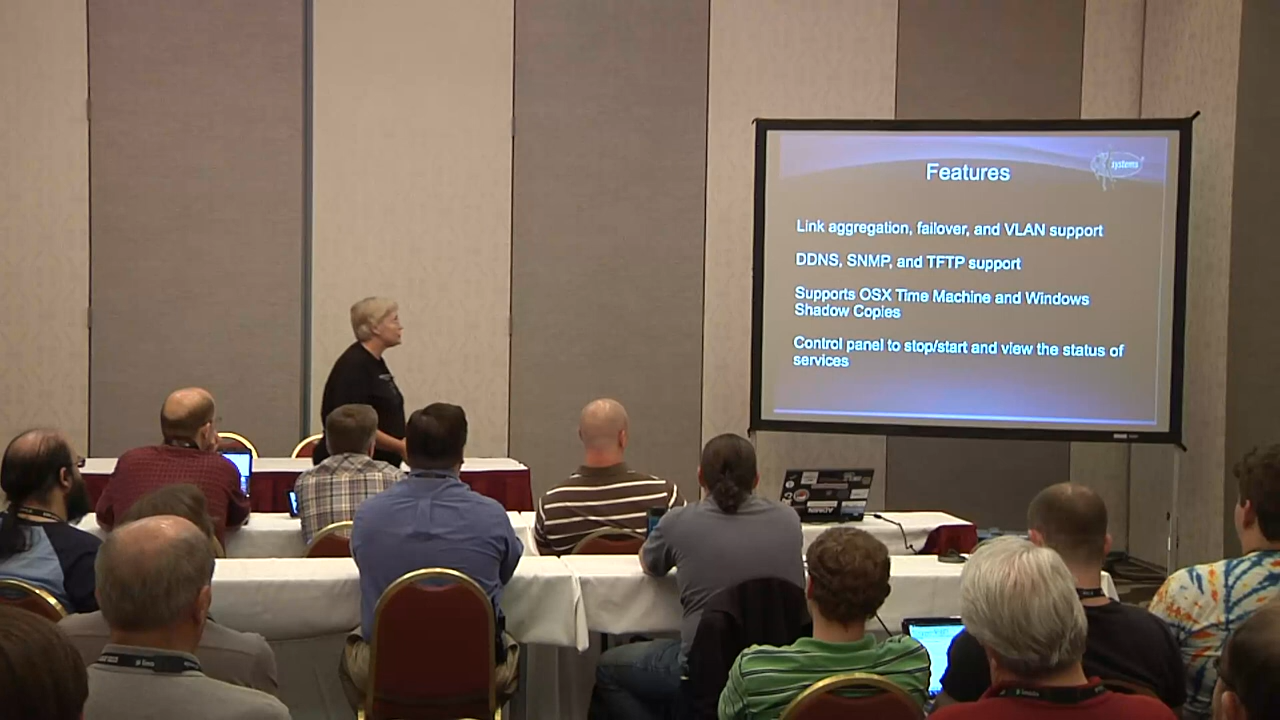 systems
Features
Link aggregation, failover, and VLAN support
DDNS, SNMP, and TFTP support
Supports OSX Time Machine and Windows
Shadow Copies
Control panel to stop/start and view the status of
services